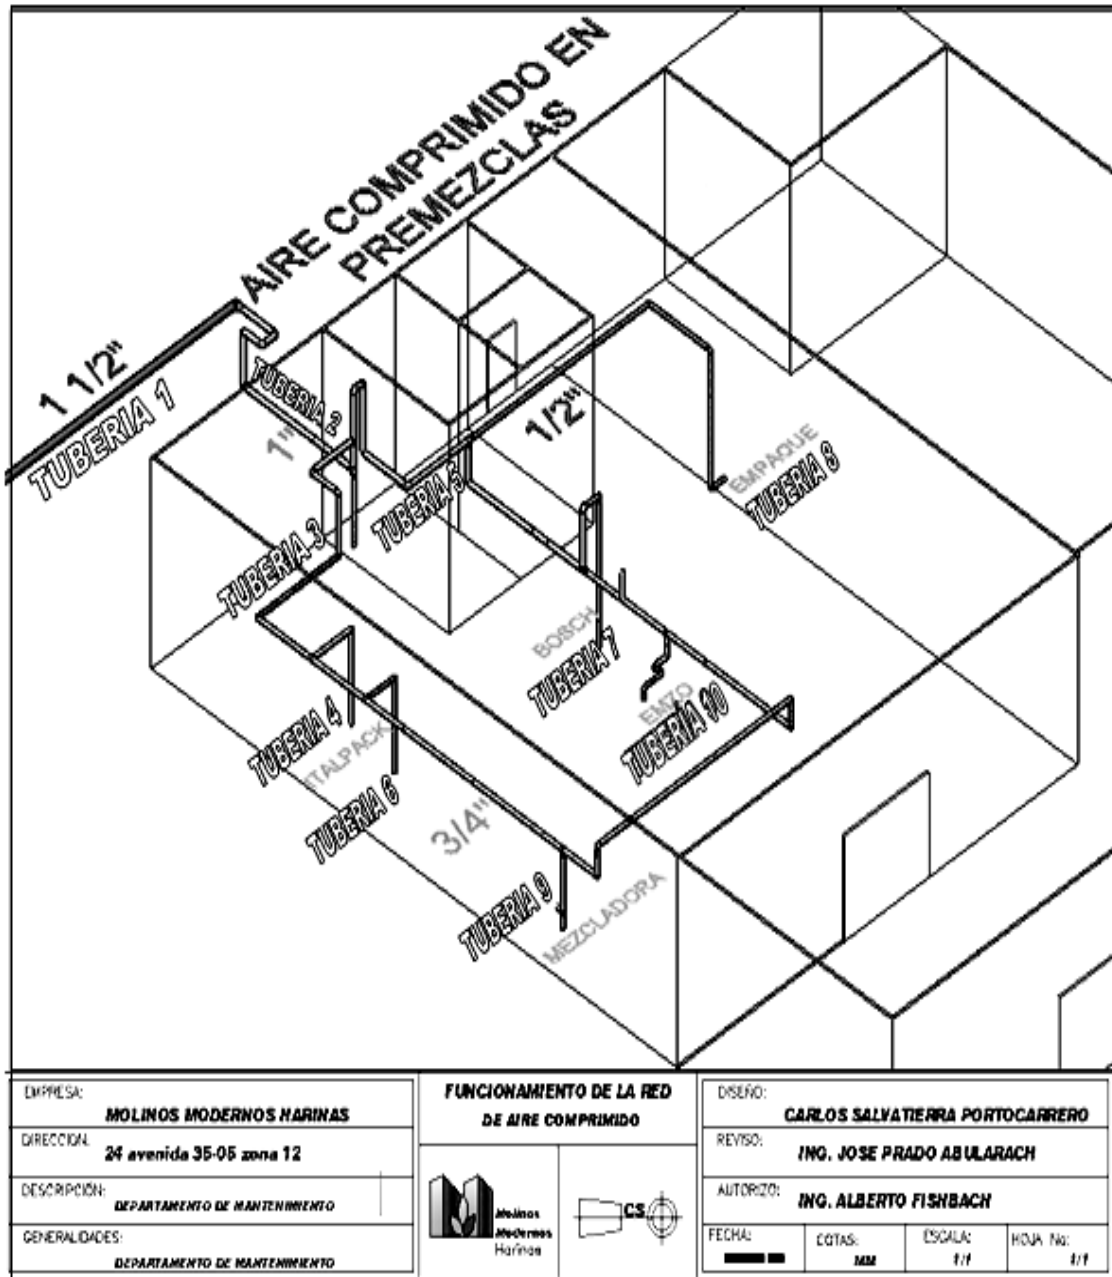 AIRE COMPRIMIDO EN
PREMEZCLAS
1 1/2"
TUBERIA 1
TUBERIA 2
1"
1/2"
TUBERIA 5
EMPAQUE
TUBERIA 8
TUBERIA 3
BOSCH
TUBERIA 7
EMZO
TUBERÍA 90
TUBERIA 4
ITALPACK
TUBERIA 6
3/4"
TUBERIA 9
MEZCLADORA
EMPRESA:
MOLINOS MODERNOS HARINAS
DIRECCION.
24 avenida 35-05 zona 12
DESCRIPCIÓN:
DEPARTAMENTO DE MANTENIMIENTO
GENERALIDADES:
DEPARTAMENTO DE MANTENIMIENTO
FUNCIONAMIENTO DE LA RED
DE AIRE COMPRIMIDO
Molinos
Modernos
Harinas
CS
DISEÑO:
CARLOS SALVATIERRA PORTOCARRERO
REVISO:
ING. JOSE PRADO ABULARACH
AUTORIZO:
ING. ALBERTO FISHBACH
FECHA:
COTAS:
MM
ESCALA:
1/1
HOJA No:
1/1